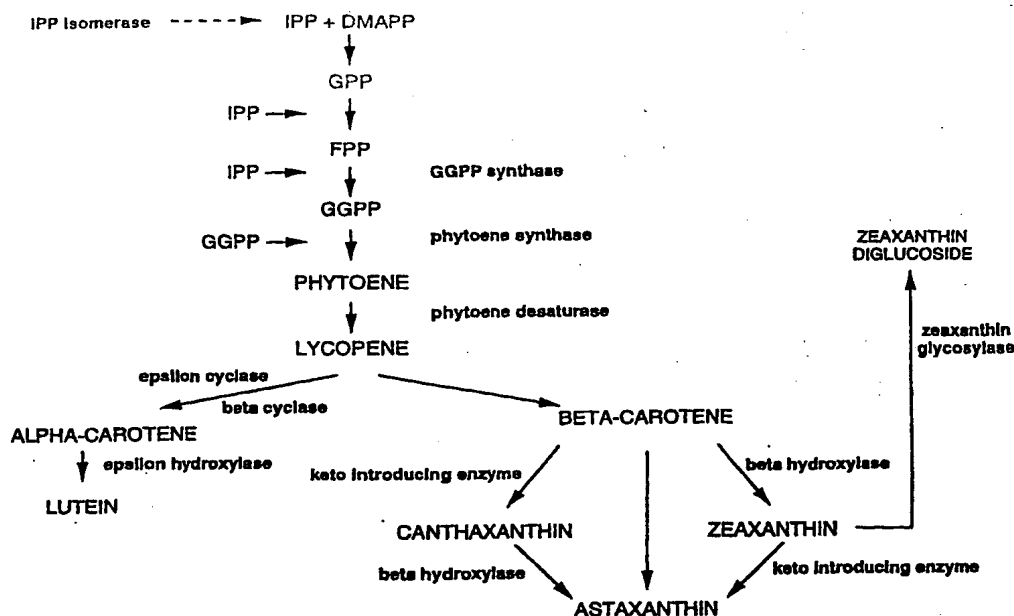 IPP Isomerase
IPP + DMAPP
GPP
IPP
FPP
IPP
GGPP synthase
GGPP
GGPP
phytoene synthase
ZEAXANTHIN
DIGLUCOSIDE
PHYTOENE
phytoene desaturase
zeaxanthin
glycosylase
LYCOPENE
epsilon cyclase
beta cyclase
BETA-CAROTENE
ALPHA-CAROTENE
epsilon hydroxylase
keto introducing enzyme
beta hydroxylase
LUTEIN
CANTHAXANTHIN
ZEAXANTHIN
beta hydroxylase
keto introducing enzyme
ASTAXANTHIN